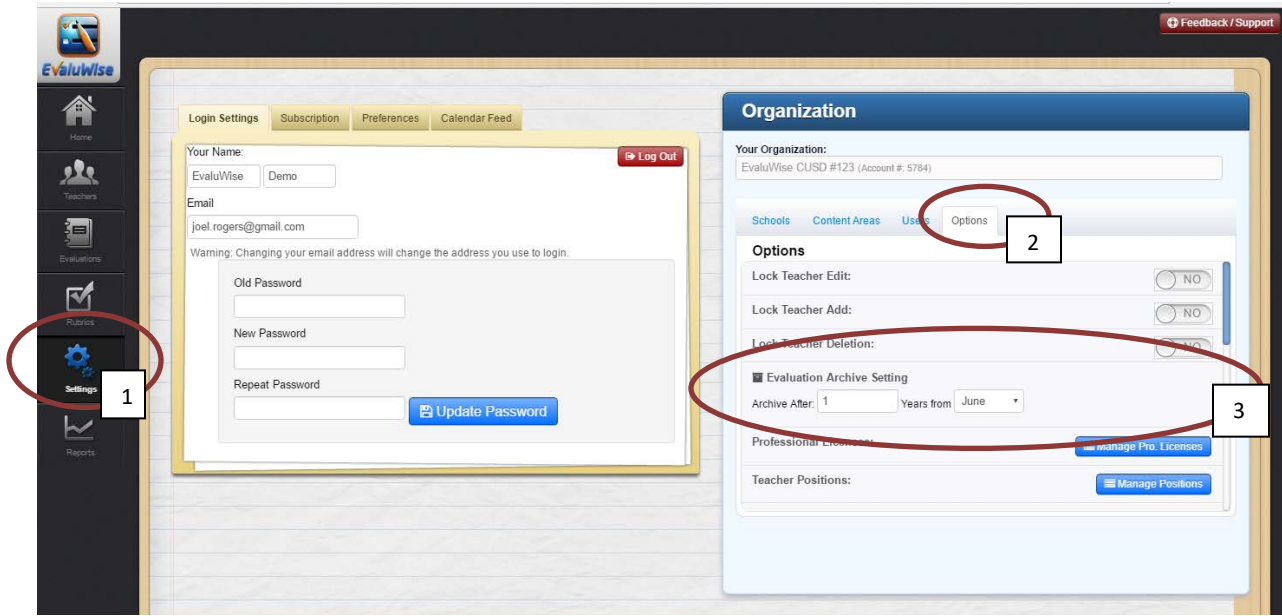 Feedback / Support
EvaluWise
Home
Teachers
Evaluations
Rubrics
Settings
1
Reports
Login Settings
Subscription
Preferences
Calendar Feed
Your Name:
Log Out
EvaluWise
Demo
Email
joel.rogers@gmail.com
Warning: Changing your email address will change the address you use to login.
Old Password
New Password
Repeat Password
Update Password
Organization
Your Organization:
EvaluWise CUSD #123 (Account #: 5784)
Schools
Content Areas
Users
Options
2
Options
Lock Teacher Edit:
NO
Lock Teacher Add:
NO
Lock Teacher Deletion:
NO
Evaluation Archive Setting
Archive After: 1 Years from June
3
Professional Licenses:
Manage Pro. Licenses
Teacher Positions:
Manage Positions